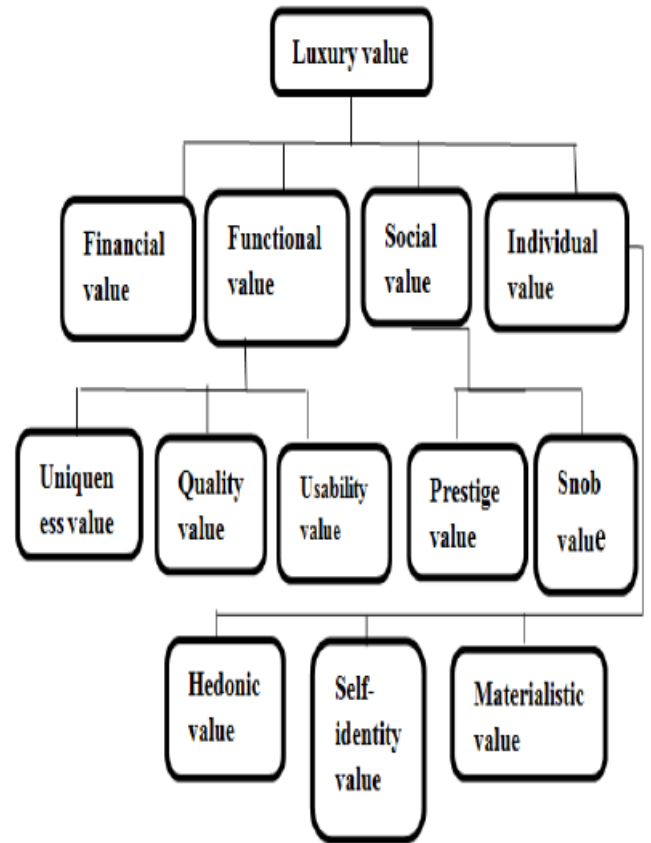 Luxury value
Financial
value
Functional
value
Social
value
Individual
value
Uniquen
ess value
Quality
value
Usability
value
Prestige
value
Snob
value
Hedonic
value
Self-
identity
value
Materialistic
value